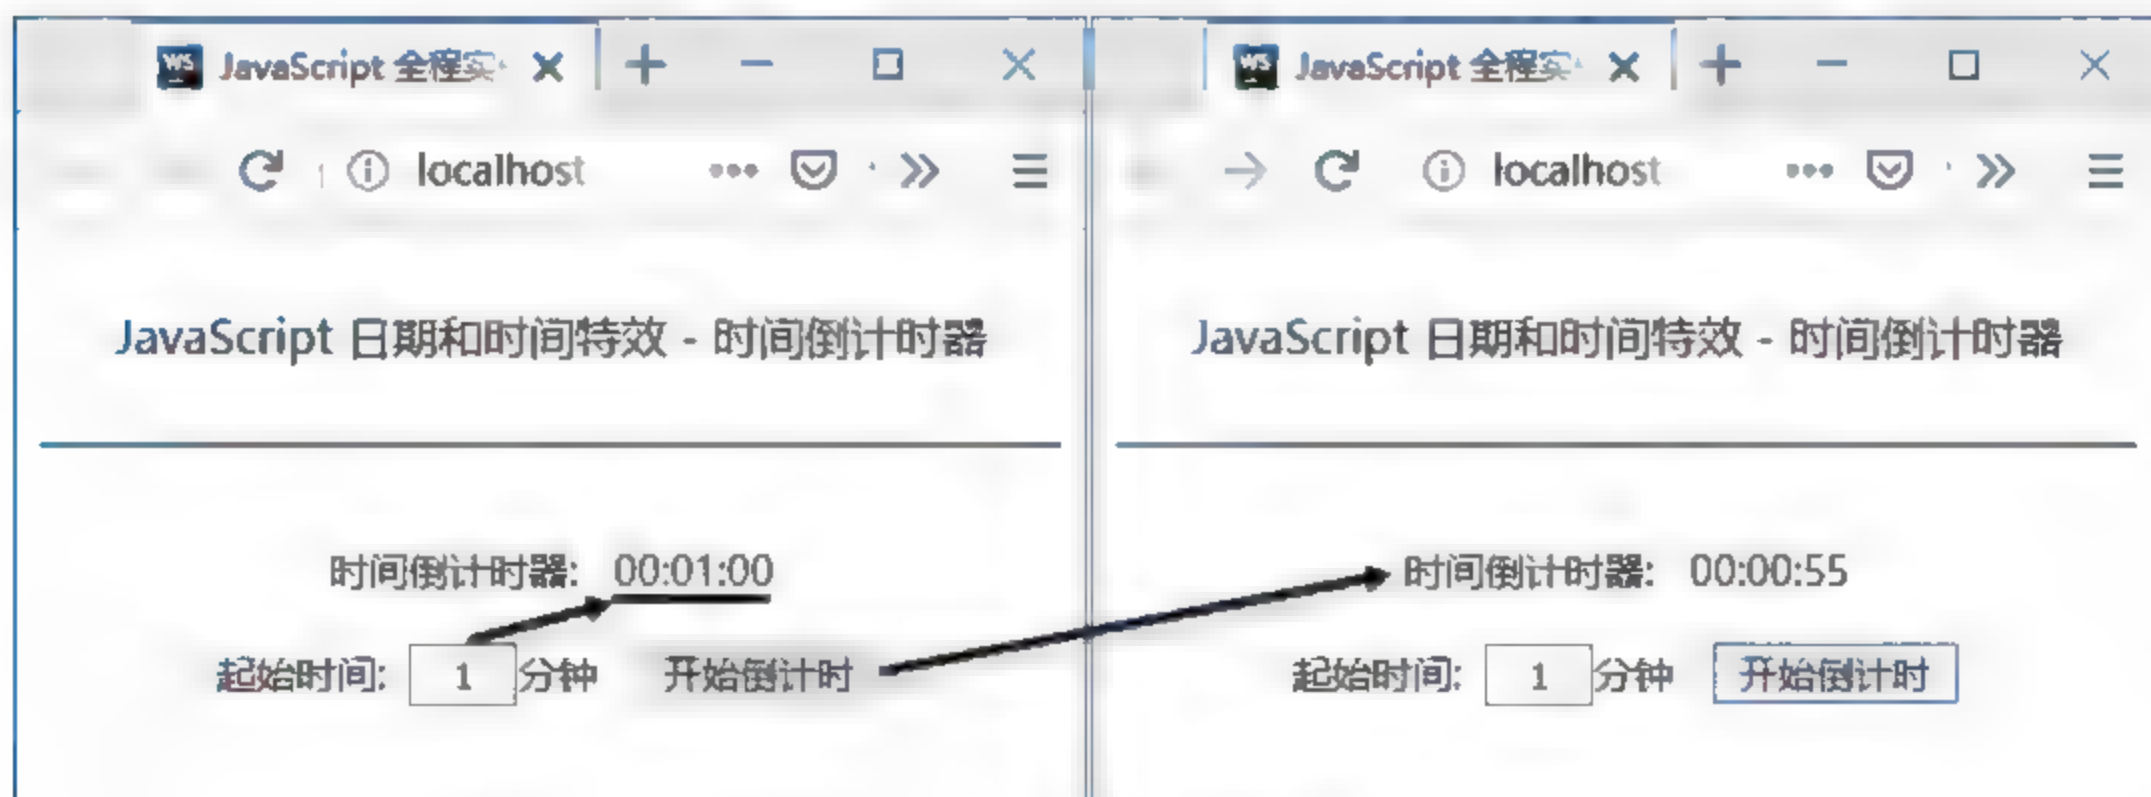 WS JavaScript 全程实
localhost
JavaScript 日期和时间特效 - 时间倒计时器
时间倒计时器: 00:01:00
起始时间: 1 分钟 开始倒计时
WS JavaScript 全程实
localhost
JavaScript 日期和时间特效 - 时间倒计时器
时间倒计时器: 00:00:55
起始时间: 1 分钟 开始倒计时